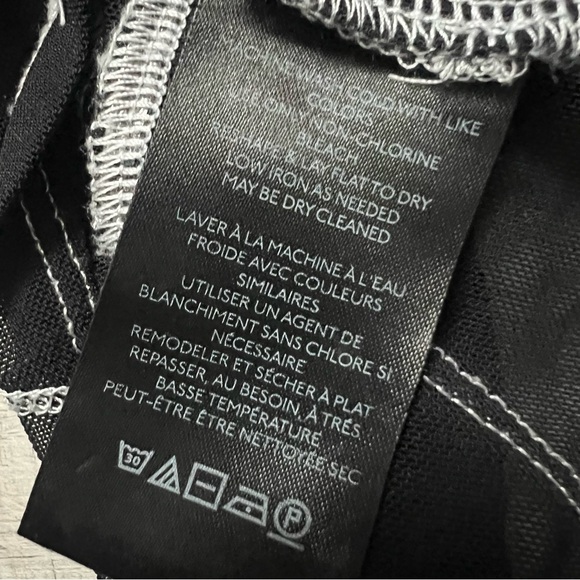 MACHINE WASH COLD WITH LIKE
COLORS
USE ONLY NON-CHLORINE
BLEACH
RESHAPE & LAY FLAT TO DRY
LOW IRON AS NEEDED
MAY BE DRY CLEANED
LAVER À LA MACHINE À L'EAU
FROIDE AVEC COULEURS
SIMILAIRES
UTILISER UN AGENT DE
BLANCHIMENT SANS CHLORE SI
NÉCESSAIRE
REMODELER ET SÉCHER À PLAT
REPASSER, AU BESOIN, À TRÈS
BASSE TEMPÉRATURE
PEUT-ÊTRE ÊTRE NETTOYÉE SEC
30 P